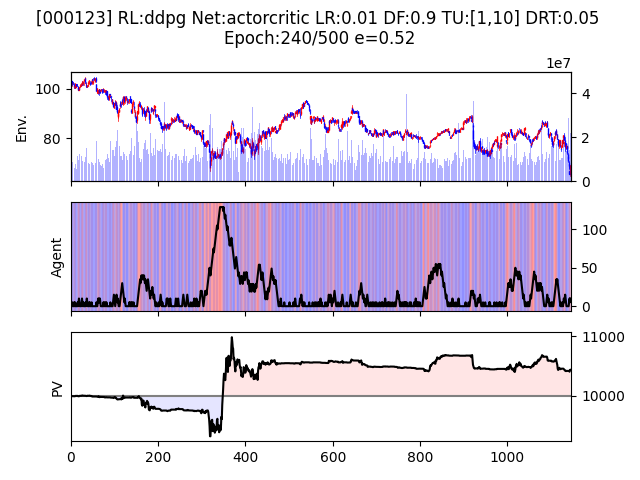 [000123] RL:ddpg Net:actorcritic LR:0.01 DF:0.9 TU:[1,10] DRT:0.05
Epoch:240/500 e=0.52
1e7
100
80
Env.
4
2
0
Agent
100
50
0
PV
11000
10000
0
200
400
600
800
1000